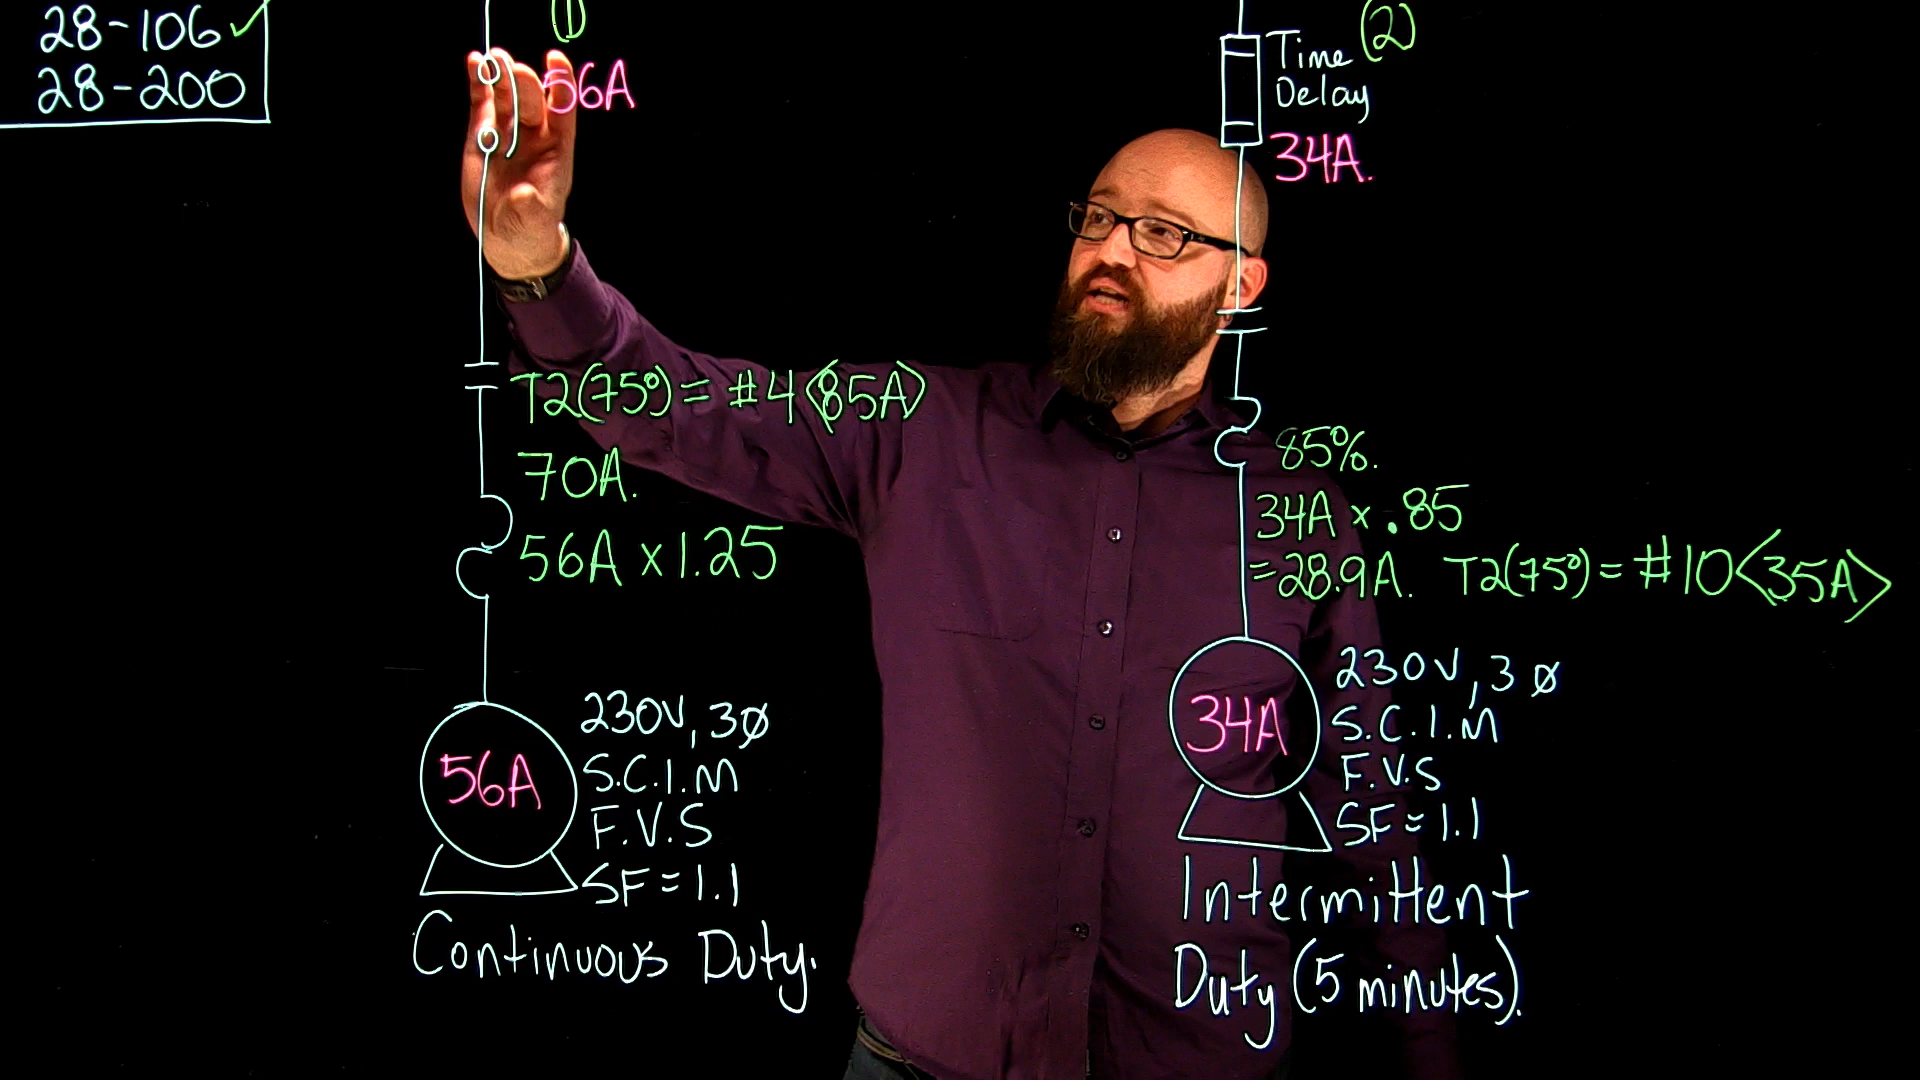 28-106 ✓
28-200
(1)
56A
T2(75°) = #4 <85A>
70A.
56A x 1.25
56A
230V, 3Ø
S.C.I.M
F.V.S
SF = 1.1
Continuous Duty.
Time (2)
Delay
34A.
85%.
34A x .85
=28.9A. T2(75°) = #10<35A>
34A
230V, 3Ø
S.C.I.M
F.V.S
SF = 1.1
Intermittent
Duty (5 minutes).